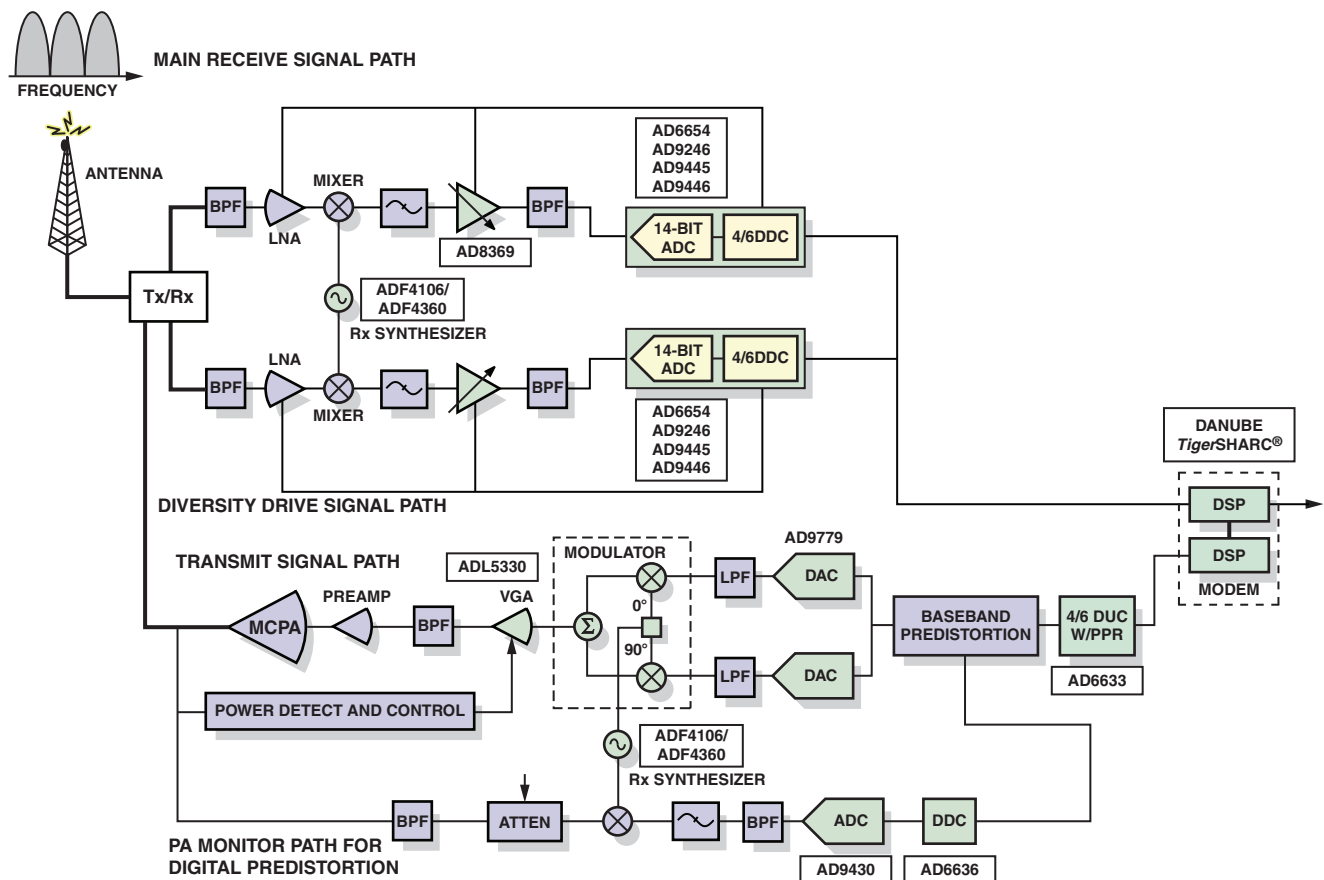 MAIN RECEIVE SIGNAL PATH
FREQUENCY
ANTENNA
Tx/Rx
BPF
LNA
MIXER
AD8369
BPF
AD6654
AD9246
AD9445
AD9446
14-BIT
ADC
4/6DDC
ADF4106/
ADF4360
Rx SYNTHESIZER
BPF
LNA
MIXER
BPF
14-BIT
ADC
4/6DDC
AD6654
AD9246
AD9445
AD9446
DIVERSITY DRIVE SIGNAL PATH
DANUBE
TigerSHARC®
DSP
DSP
MODEM
TRANSMIT SIGNAL PATH
MCPA
PREAMP
BPF
ADL5330
VGA
MODULATOR
Σ
0°
90°
LPF
AD9779
DAC
LPF
DAC
BASEBAND
PREDISTORTION
4/6 DUC
W/PPR
AD6633
POWER DETECT AND CONTROL
ADF4106/
ADF4360
Rx SYNTHESIZER
BPF
ATTEN
BPF
ADC
DDC
AD9430
AD6636
PA MONITOR PATH FOR
DIGITAL PREDISTORTION